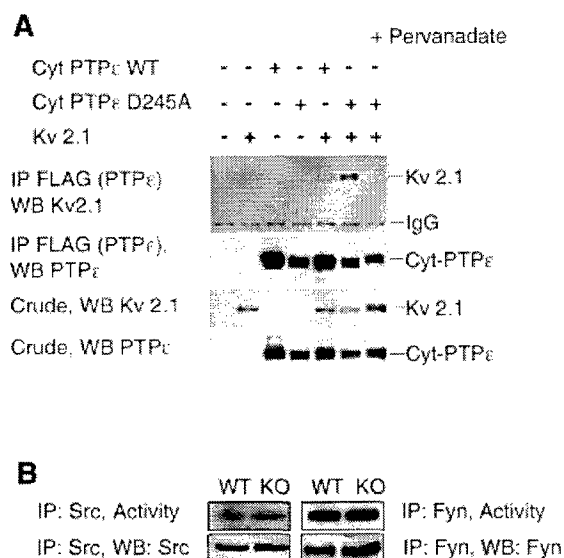 A
+ Pervanadate
Cyt PTPε WT - - + - + - -
Cyt PTPε D245A - - - + - + +
Kv 2.1 - + - - + + +
IP FLAG (PTPε)
WB Kv2.1
Kv 2.1
IgG
IP FLAG (PTPε),
WB PTPε
Cyt-PTPε
Crude, WB Kv 2.1
Kv 2.1
Crude, WB PTPε
Cyt-PTPε
B
WT KO WT KO
IP: Src, Activity
IP: Fyn, Activity
IP: Src, WB: Src
IP: Fyn, WB: Fyn